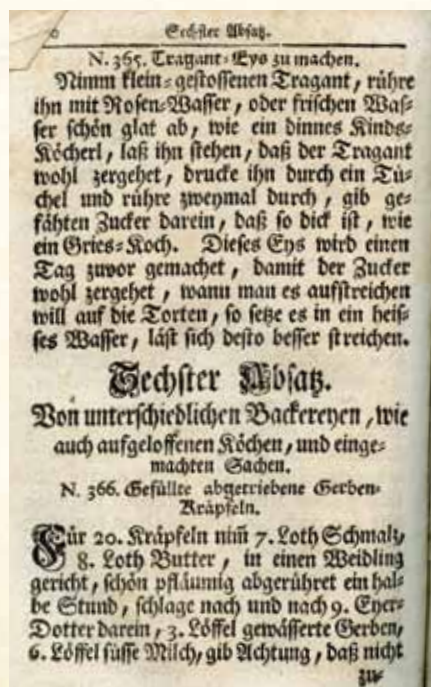 Sechster Absatz.
N. 365. Tragant-Eys zu machen.
Nimm klein-gestossenen Tragant, rühre
ihn mit Rosen-Wasser, oder frischen Was-
ser schön glat ab, wie ein dinnes Kinds-
Köcherl, laß ihn stehen, daß der Tragant
wohl zergehet, drucke ihn durch ein Tü-
chel und rühre zweymal durch, gib ge-
fähten Zucker darein, daß so dick ist, wie
ein Gries-Koch. Dieses Eys wird einen
Tag zuvor gemachet, damit der Zucker
wohl zergehet, wann man es aufstreichen
will auf die Torten, so setze es in ein heis-
ses Wasser, läst sich desto besser streichen.
Sechster Absatz.
Von unterschiedlichen Backereyen, wie
auch aufgeloffenen Köchen, und einge-
machten Sachen.
N. 366. Gefüllte abgetriebene Gerben-
Kräpfeln.
Für 20. Kräpfeln nim̃ 7. Loth Schmalz,
8. Loth Butter, in einen Weidling
gericht, schön pfläumig abgerühret ein hal-
be Stund, schlage nach und nach 9. Eyer-
Dotter darein, 3. Löffel gewässerte Gerben,
6. Löffel süsse Milch, gib Achtung, daß nicht
zu-